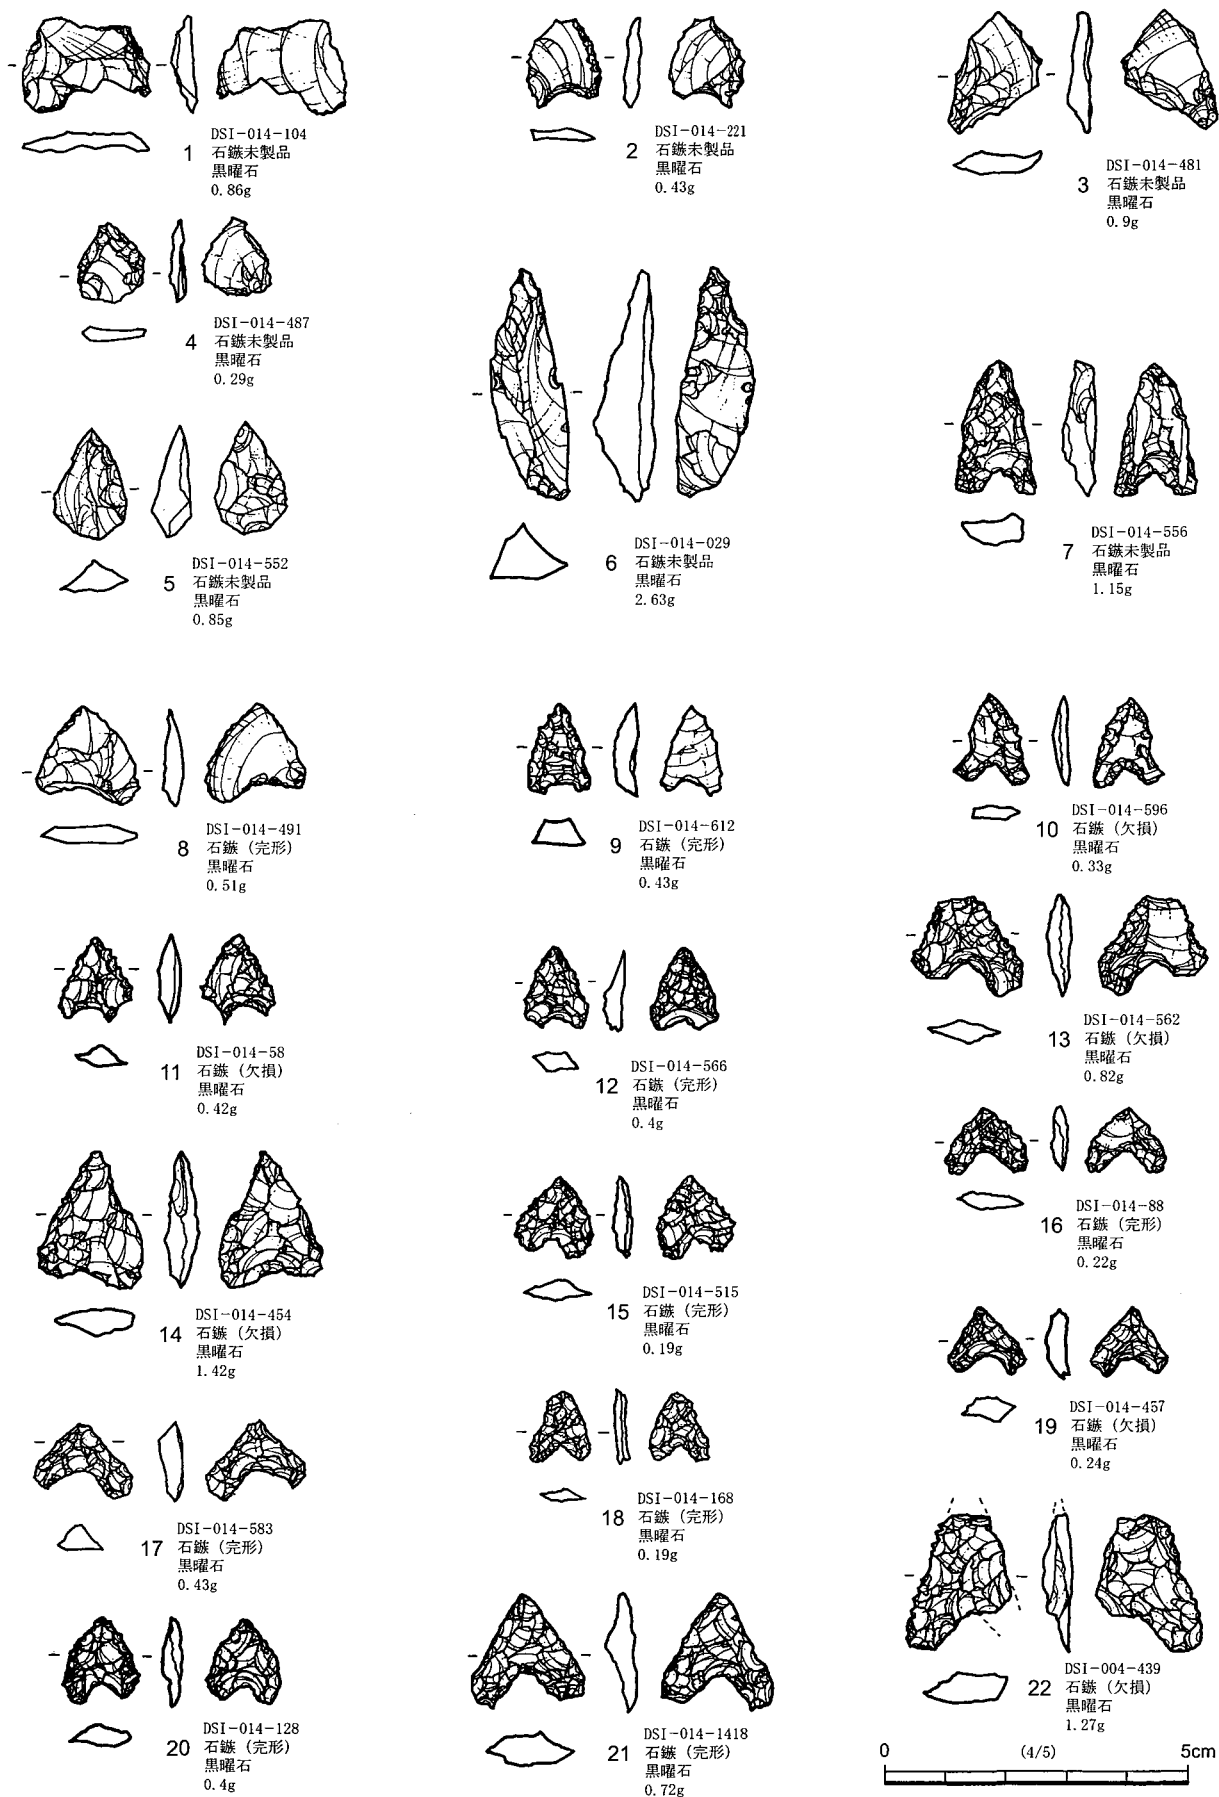 1
DSI-014-104
石鏃未製品
黒曜石
0.86g
2
DSI-014-221
石鏃未製品
黒曜石
0.43g
3
DSI-014-481
石鏃未製品
黒曜石
0.9g
4
DSI-014-487
石鏃未製品
黒曜石
0.29g
5
DSI-014-552
石鏃未製品
黒曜石
0.85g
6
DSI-014-029
石鏃未製品
黒曜石
2.63g
7
DSI-014-556
石鏃未製品
黒曜石
1.15g
8
DSI-014-491
石鏃（完形）
黒曜石
0.51g
9
DSI-014-612
石鏃（完形）
黒曜石
0.43g
10
DSI-014-596
石鏃（欠損）
黒曜石
0.33g
11
DSI-014-58
石鏃（欠損）
黒曜石
0.42g
12
DSI-014-566
石鏃（完形）
黒曜石
0.4g
13
DSI-014-562
石鏃（欠損）
黒曜石
0.82g
14
DSI-014-454
石鏃（欠損）
黒曜石
1.42g
15
DSI-014-515
石鏃（完形）
黒曜石
0.19g
16
DSI-014-88
石鏃（完形）
黒曜石
0.22g
17
DSI-014-583
石鏃（完形）
黒曜石
0.43g
18
DSI-014-168
石鏃（完形）
黒曜石
0.19g
19
DSI-014-457
石鏃（欠損）
黒曜石
0.24g
20
DSI-014-128
石鏃（完形）
黒曜石
0.4g
21
DSI-014-1418
石鏃（完形）
黒曜石
0.72g
22
DSI-004-439
石鏃（欠損）
黒曜石
1.27g
0 (4/5) 5cm